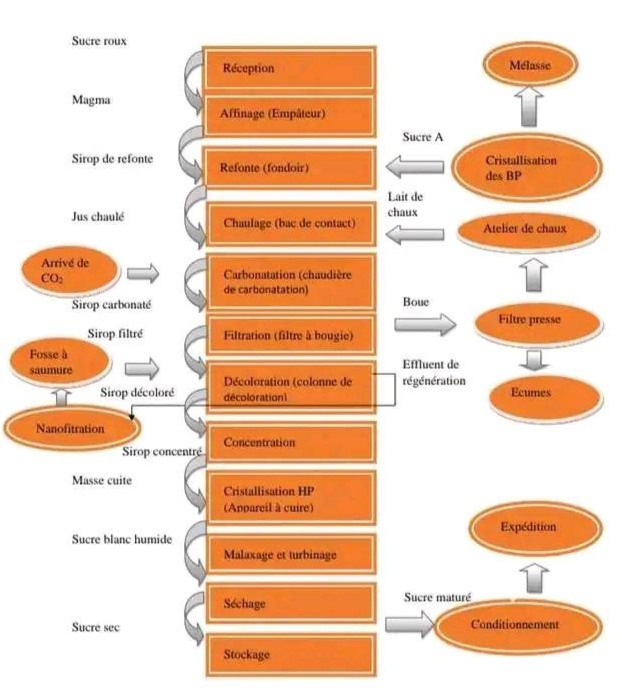 Sucre roux
Réception
Mélasse
Magma
Affinage (Empâteur)
Sucre A
Sirop de refonte
Refonte (fondoir)
Cristallisation
des BP
Lait de
chaux
Jus chaulé
Chaulage (bac de contact)
Atelier de chaux
Arrivé de
CO₂
Carbonatation (chaudière
de carbonatation)
Sirop carbonaté
Boue
Filtre presse
Sirop filtré
Filtration (filtre à bougie)
Fosse à
saumure
Effluent de
régénération
Décoloration (colonne de
décoloration)
Sirop décoloré
Ecumes
Nanofitration
Concentration
Sirop concentré
Masse cuite
Cristallisation HP
(Appareil à cuire)
Expédition
Sucre blanc humide
Malaxage et turbinage
Séchage
Sucre maturé
Conditionnement
Sucre sec
Stockage